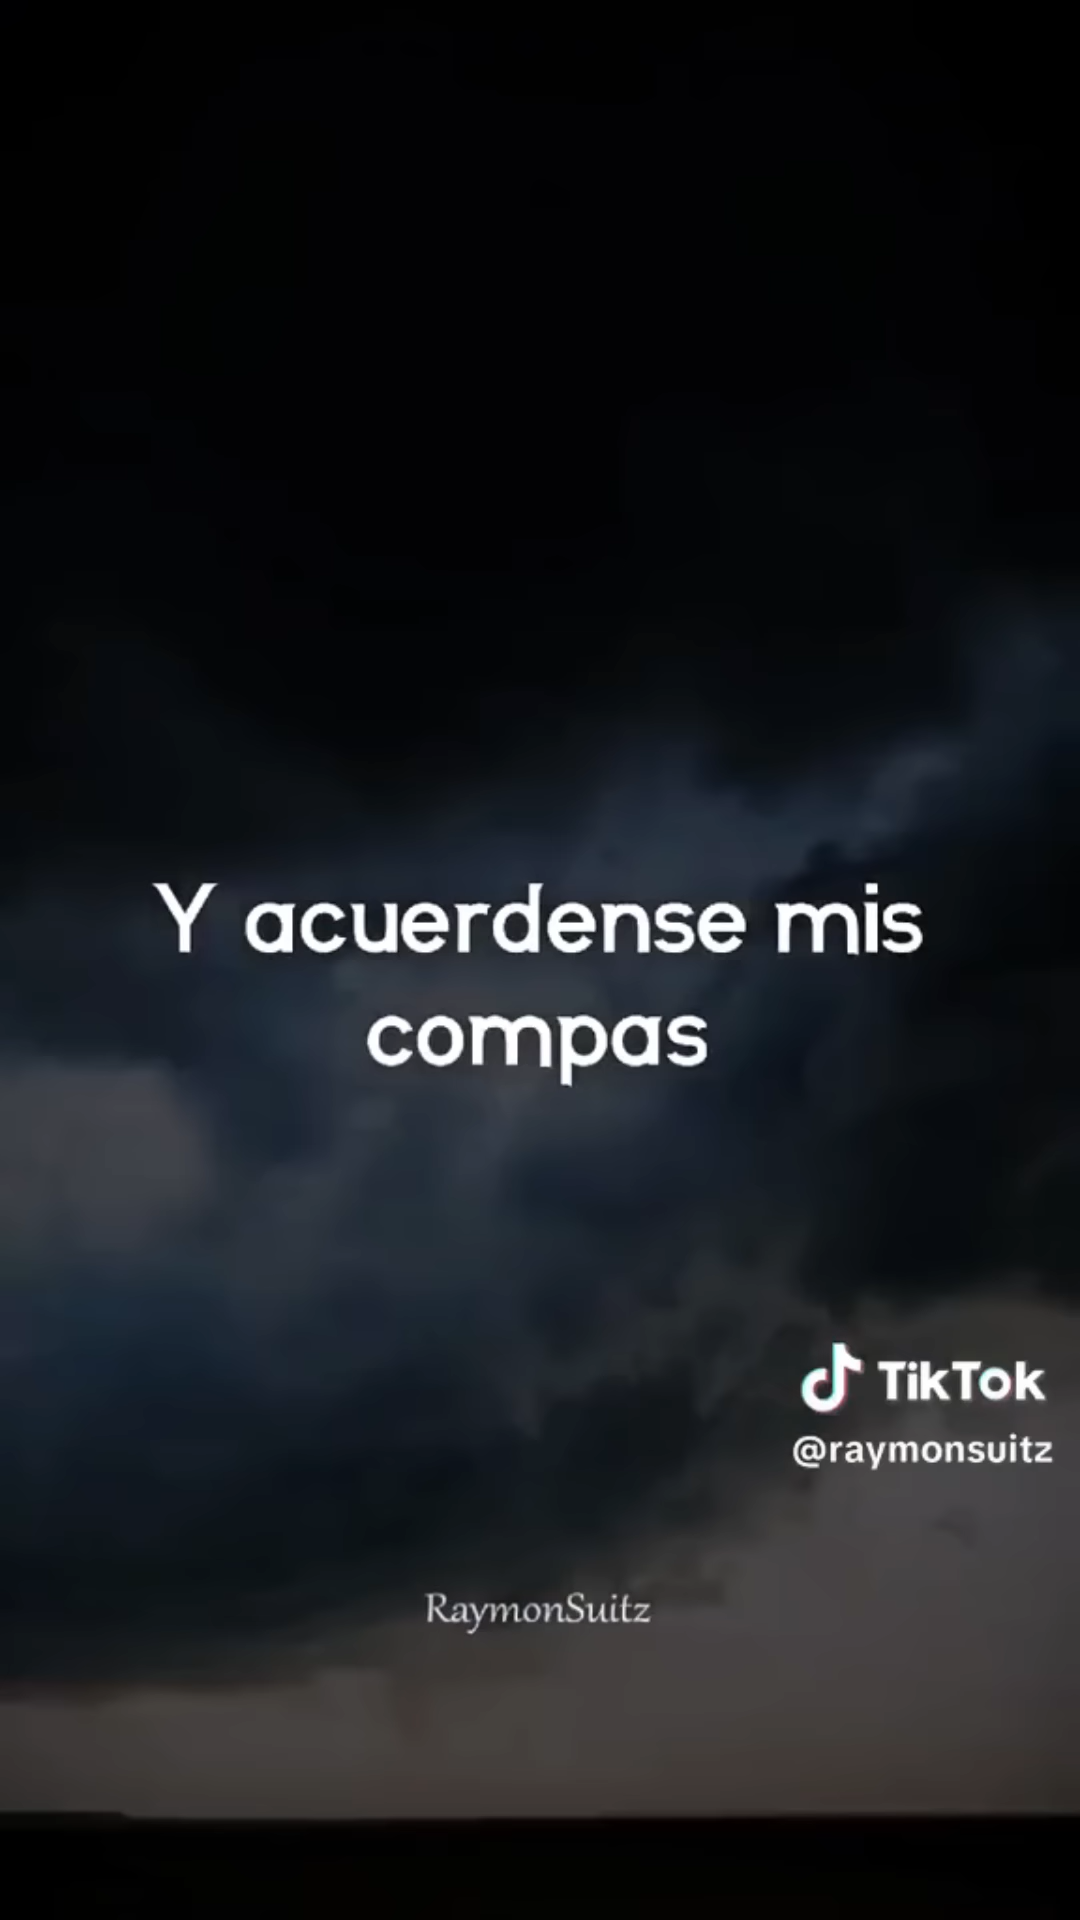 Y acuerdense mis
compas
TikTok
@raymonsuitz
RaymonSuitz